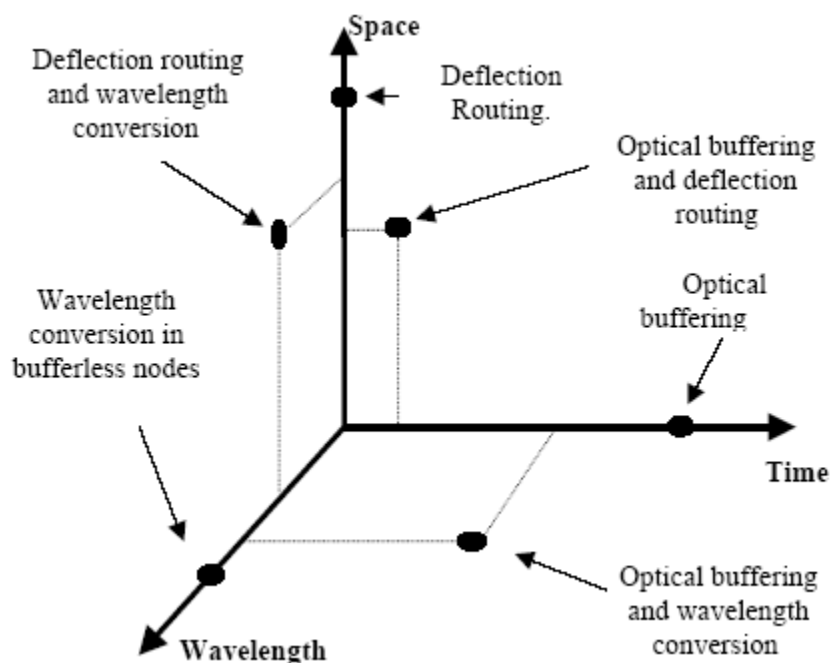 Space
Deflection routing
and wavelength
conversion
Deflection
Routing.
Optical buffering
and deflection
routing
Wavelength
conversion in
bufferless nodes
Optical
buffering
Time
Optical buffering
and wavelength
conversion
Wavelength